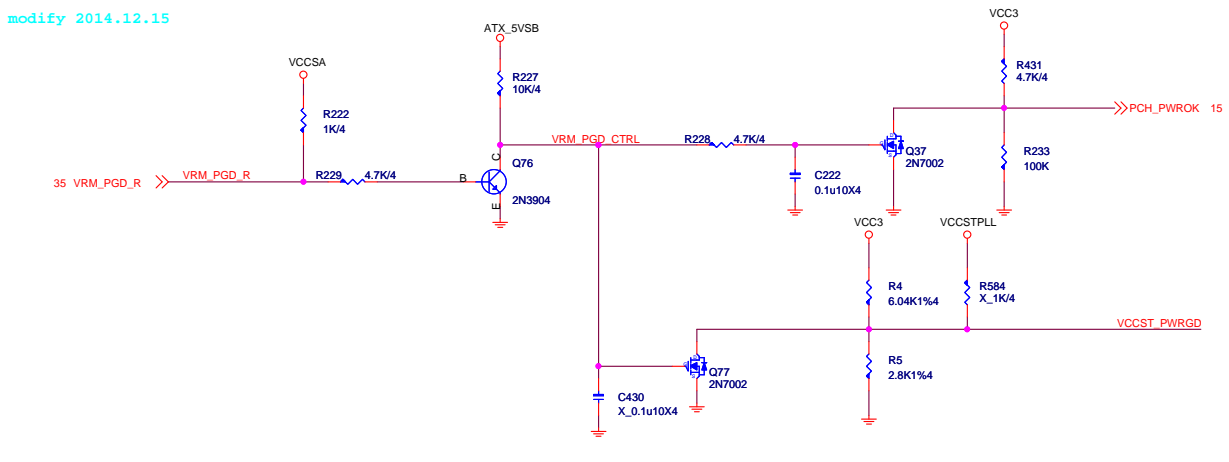 modify 2014.12.15
ATX_5VSB
VCC3
VCCSA
R227
10K/4
R431
4.7K/4
R222
1K/4
PCH_PWROK 15
VRM_PGD_CTRL
R228 4.7K/4
C
Q76
Q37
2N7002
R233
100K
35 VRM_PGD_R
VRM_PGD_R
R229 4.7K/4
B
C222
0.1u10X4
E
2N3904
VCC3
VCCSTPLL
R4
6.04K1%4
R584
X_1K/4
VCCST_PWRGD
R5
2.8K1%4
Q77
2N7002
C430
X_0.1u10X4